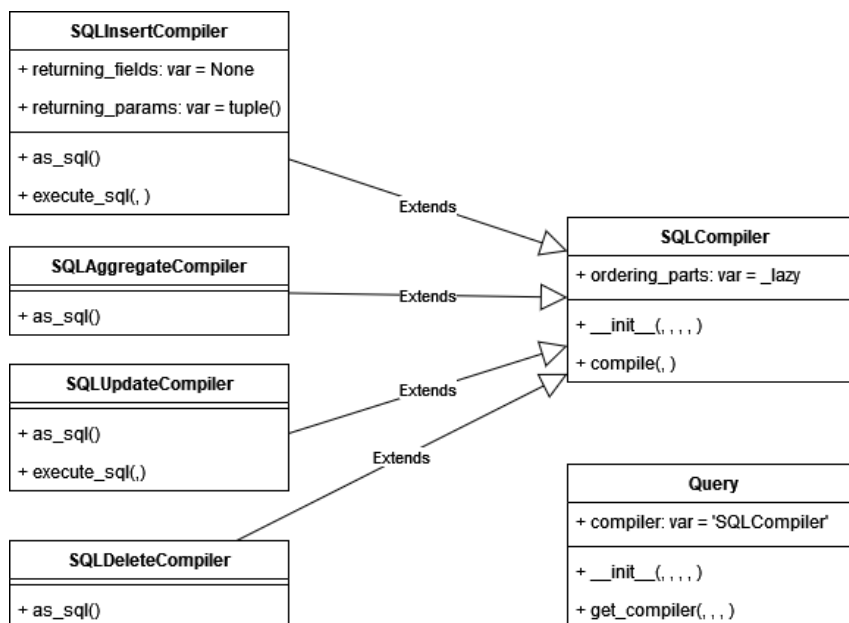 SQLInsertCompiler
+ returning_fields: var = None
+ returning_params: var = tuple()
+ as_sql()
+ execute_sql(, )
Extends
SQLCompiler
+ ordering_parts: var = _lazy
+ __init__(, , , , )
+ compile(, )
SQLAggregateCompiler
+ as_sql()
Extends
SQLUpdateCompiler
+ as_sql()
+ execute_sql(,)
Extends
Extends
SQLDeleteCompiler
+ as_sql()
Query
+ compiler: var = 'SQLCompiler'
+ __init__(, , , , )
+ get_compiler(, , , )